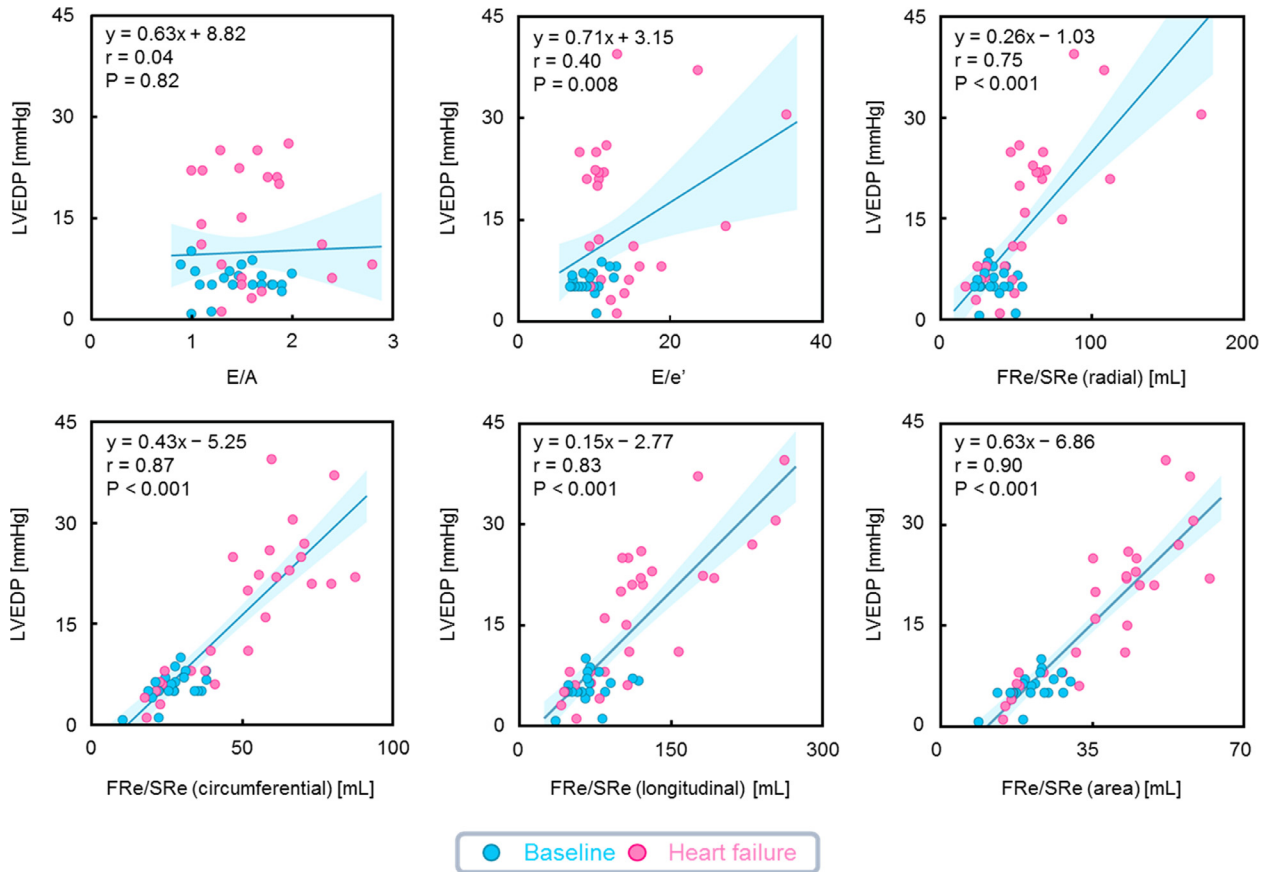 45
30
15
0
LVEDP [mmHg]
y = 0.63x + 8.82
r = 0.04
P = 0.82
0 1 2 3
E/A
45
30
15
0
LVEDP [mmHg]
y = 0.71x + 3.15
r = 0.40
P = 0.008
0 20 40
E/e’
45
30
15
0
LVEDP [mmHg]
y = 0.26x − 1.03
r = 0.75
P < 0.001
0 100 200
FRe/SRe (radial) [mL]
45
30
15
0
LVEDP [mmHg]
y = 0.43x − 5.25
r = 0.87
P < 0.001
0 50 100
FRe/SRe (circumferential) [mL]
45
30
15
0
LVEDP [mmHg]
y = 0.15x − 2.77
r = 0.83
P < 0.001
0 150 300
FRe/SRe (longitudinal) [mL]
45
30
15
0
LVEDP [mmHg]
y = 0.63x − 6.86
r = 0.90
P < 0.001
0 35 70
FRe/SRe (area) [mL]
Baseline Heart failure